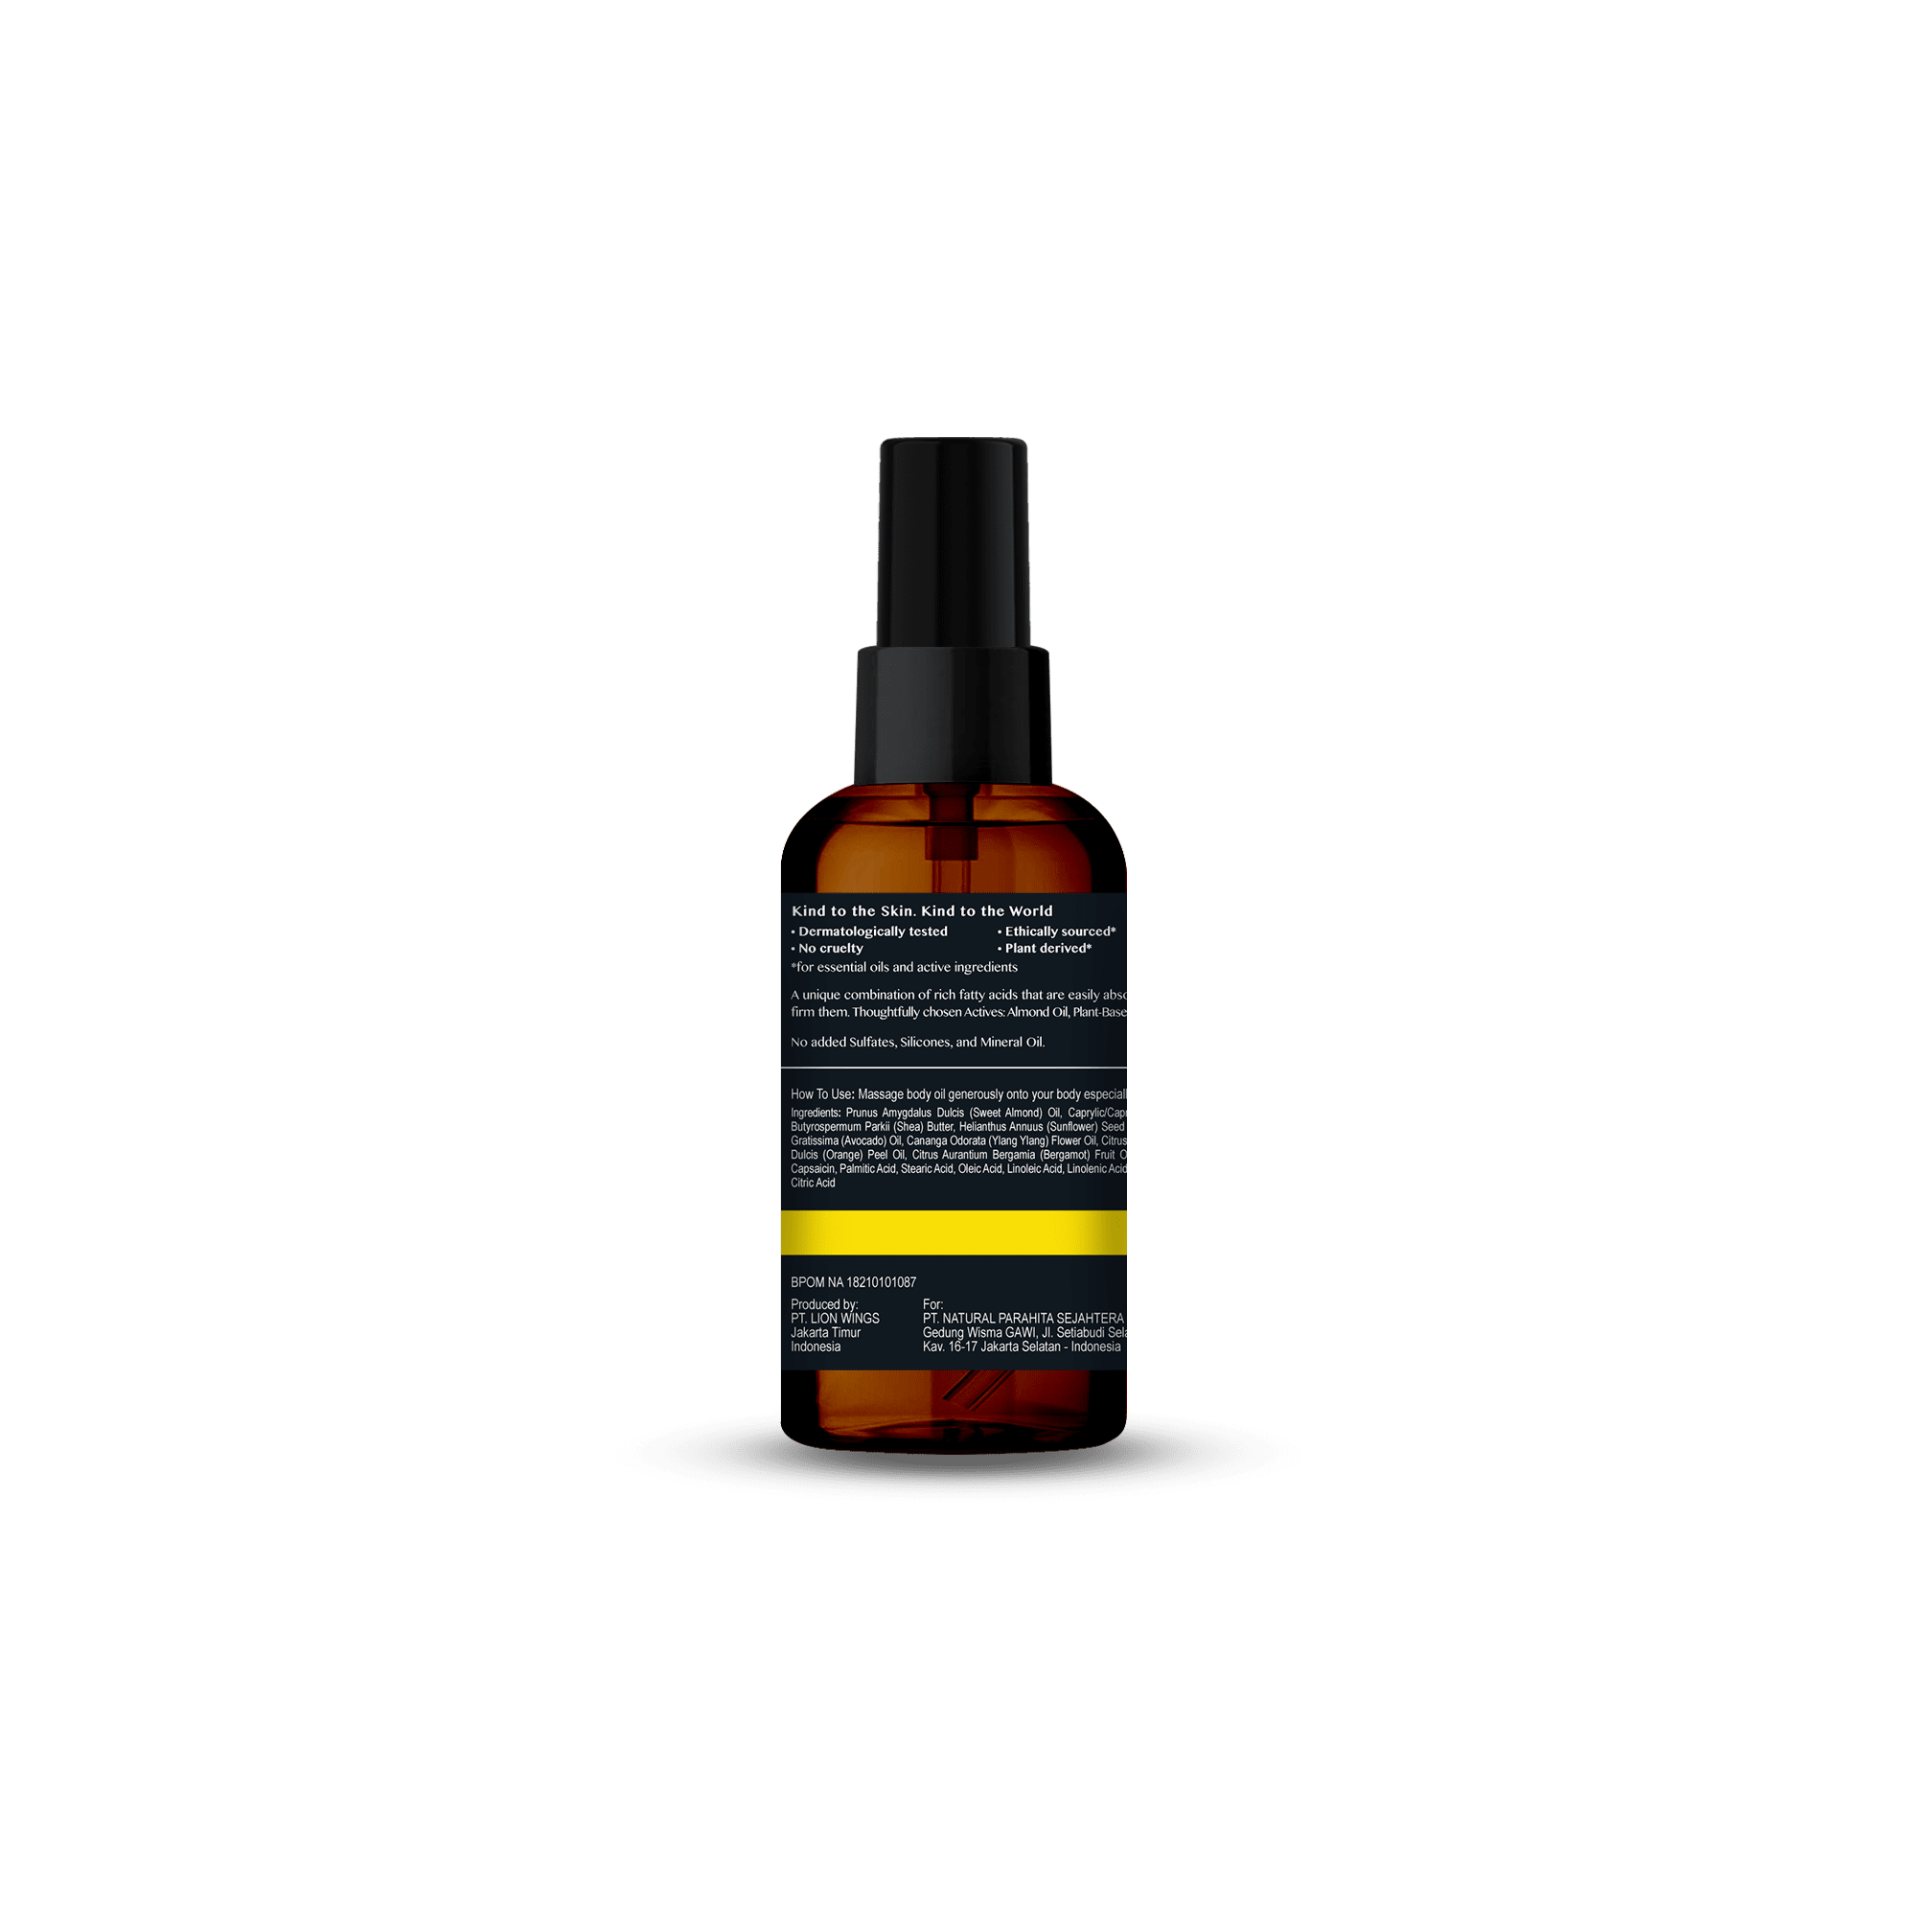 Kind to the Skin. Kind to the World
• Dermatologically tested
• No cruelty
• Ethically sourced*
• Plant derived*
*for essential oils and active ingredients
A unique combination of rich fatty acids that are easily abso
firm them. Thoughtfully chosen Actives: Almond Oil, Plant-Base
No added Sulfates, Silicones, and Mineral Oil.
How To Use: Massage body oil generously onto your body especiall
Ingredients: Prunus Amygdalus Dulcis (Sweet Almond) Oil, Caprylic/Capr
Butyrospermum Parkii (Shea) Butter, Helianthus Annuus (Sunflower) Seed
Gratissima (Avocado) Oil, Cananga Odorata (Ylang Ylang) Flower Oil, Citrus
Dulcis (Orange) Peel Oil, Citrus Aurantium Bergamia (Bergamot) Fruit O
Capsaicin, Palmitic Acid, Stearic Acid, Oleic Acid, Linoleic Acid, Linolenic Acid
Citric Acid
BPOM NA 18210101087
Produced by:
PT. LION WINGS
Jakarta Timur
Indonesia
For:
PT. NATURAL PARAHITA SEJAHTERA
Gedung Wisma GAWI, Jl. Setiabudi Sela
Kav. 16-17 Jakarta Selatan - Indonesia